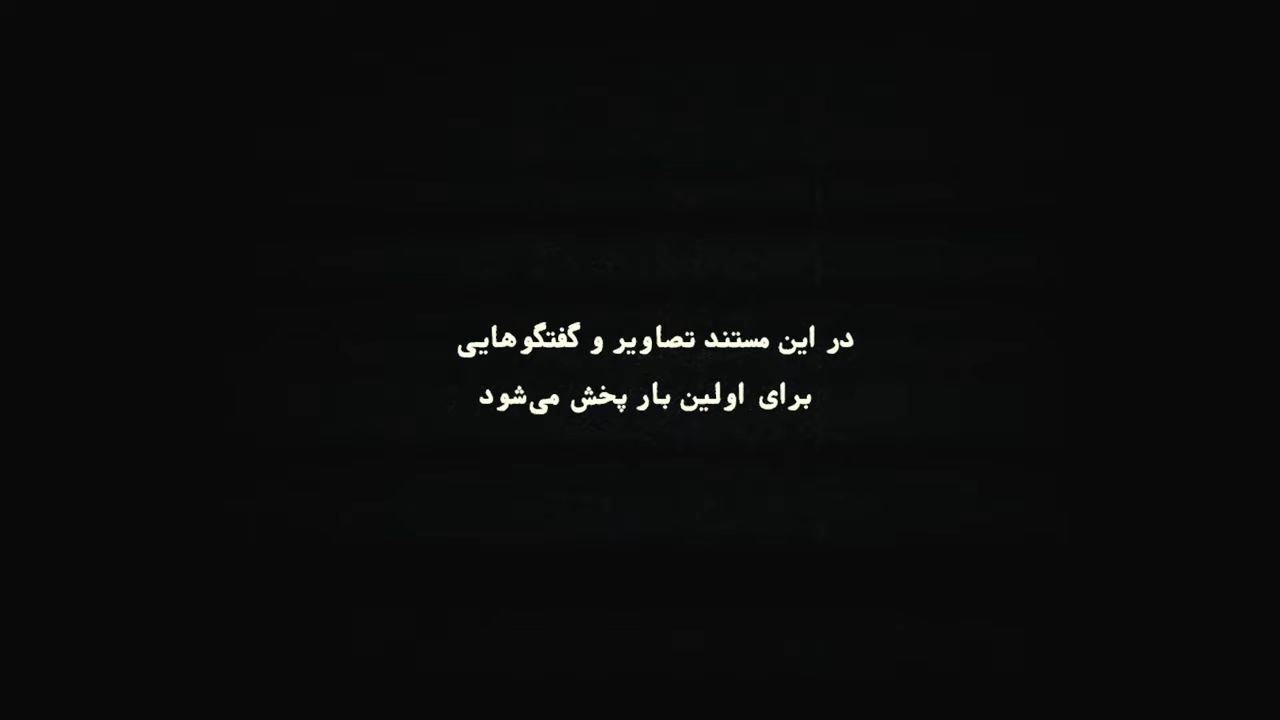 در این مستند تصاویر و گفتگوهایی
برای اولین بار پخش می‌شود